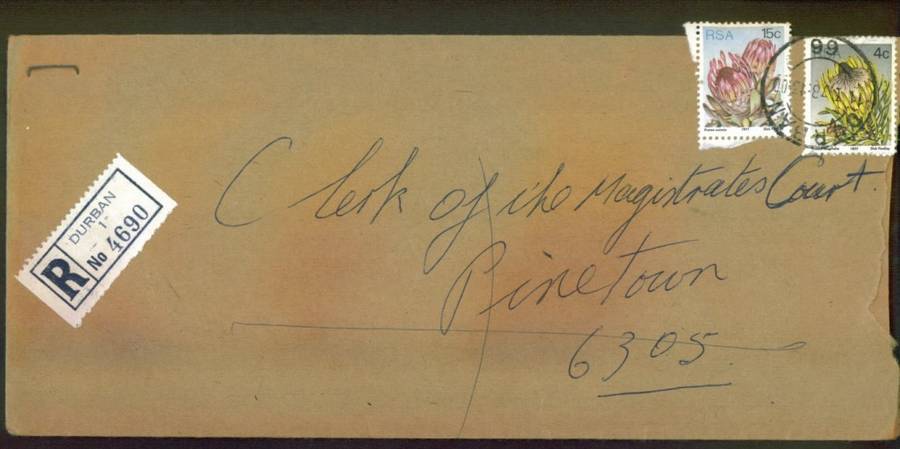 RSA 15c
4c
DURBAN
- 1 -
R No 4690
Clerk of the Magistrates Court.
Pinetown
6305.